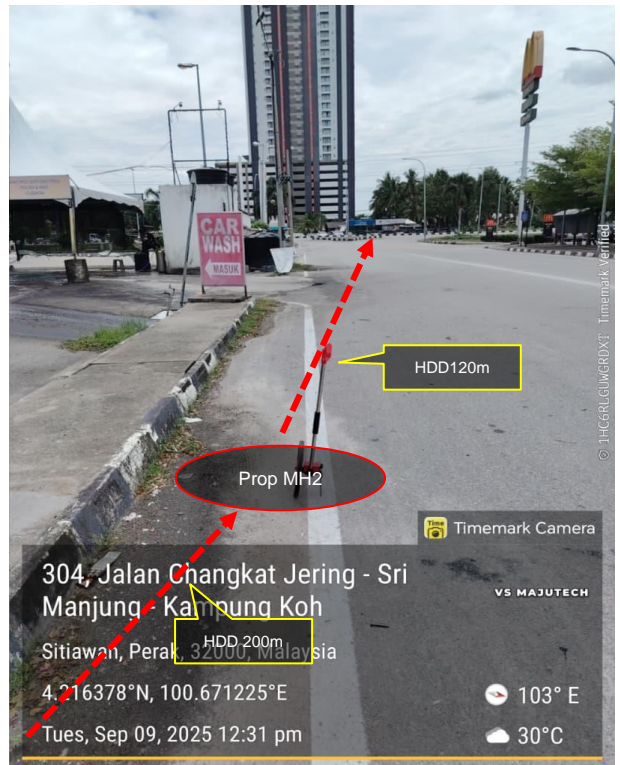 CAR
WASH
MASUK
HDD120m
Prop MH2
© 1HC6RLGUWGRDXT Timemark Verified
Time
Timemark Camera
304, Jalan Changkat Jering - Sri
Manjung - Kampung Koh
VS MAJUTECH
HDD 200m
Sitiawan, Perak, 32000, Malaysia
4.216378°N, 100.671225°E
103° E
Tues, Sep 09, 2025 12:31 pm
30°C